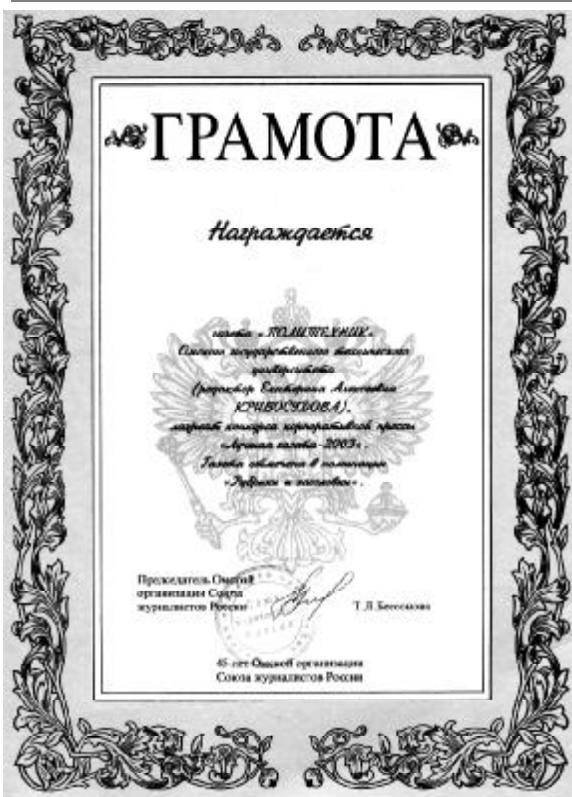 ГРАМОТА
Награждается
газета «ПОЛИТЕХНИК»
Омского государственного технического
университета
(редактор Екатерина Алексеевна
КРИВОСУДОВА),
лауреат конкурса корпоративной прессы
«Лучшая газета-2003».
Газета отмечена в номинации
«Рубрики и заголовки».
Председатель Омской
организации Союза
журналистов России
Т.Л.Бессонова
45 лет Омской организации
Союза журналистов России